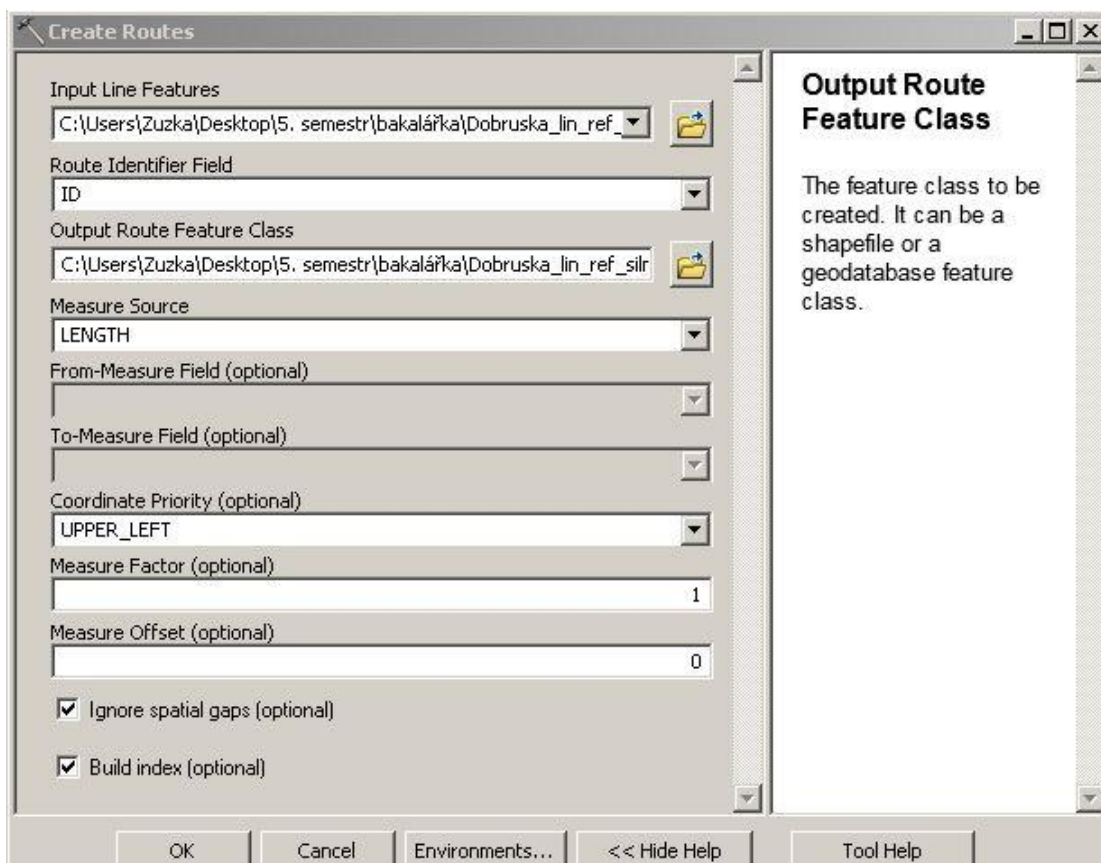 Create Routes
Input Line Features
C:\Users\Zuzka\Desktop\5. semestr\bakalářka\Dobruska_lin_ref_
Route Identifier Field
ID
Output Route Feature Class
C:\Users\Zuzka\Desktop\5. semestr\bakalářka\Dobruska_lin_ref_silr
Measure Source
LENGTH
From-Measure Field (optional)
To-Measure Field (optional)
Coordinate Priority (optional)
UPPER_LEFT
Measure Factor (optional)
1
Measure Offset (optional)
0
Ignore spatial gaps (optional)
Build index (optional)
OK
Cancel
Environments...
<< Hide Help
Output Route
Feature Class
The feature class to be
created. It can be a
shapefile or a
geodatabase feature
class.
Tool Help